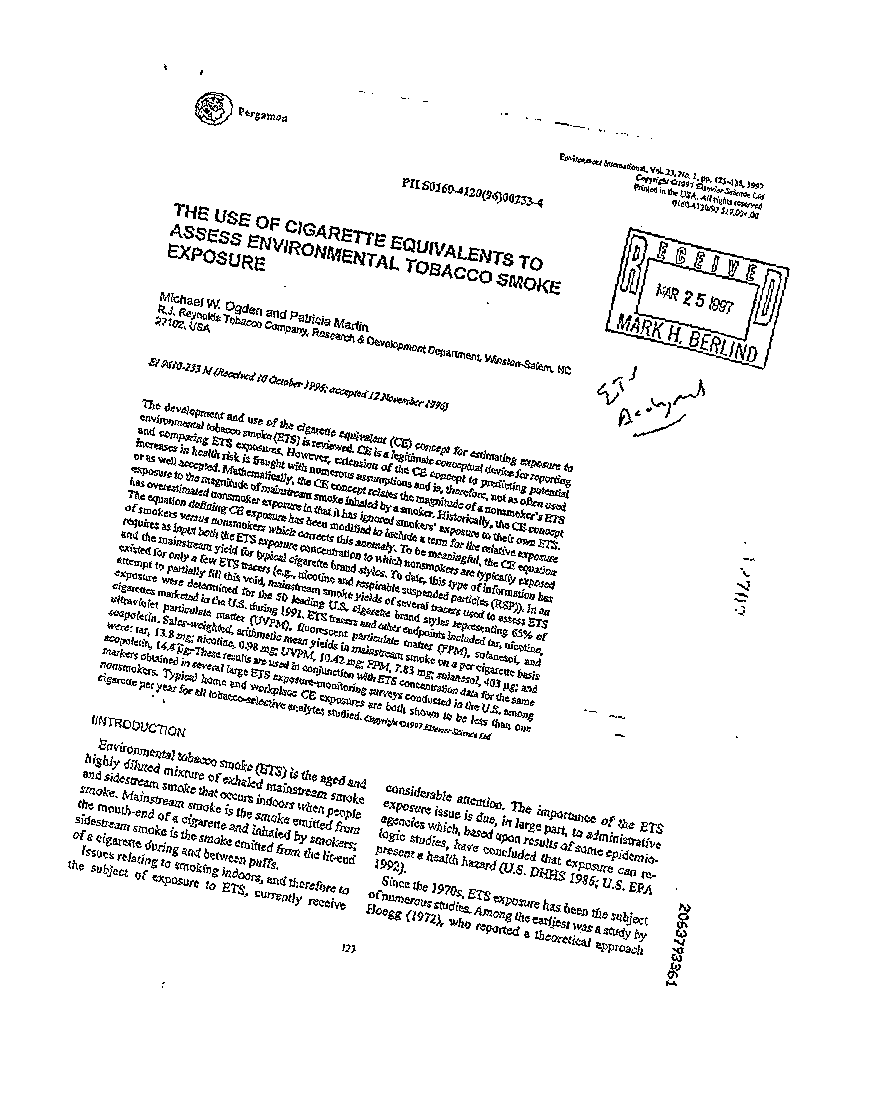 Pergamon
Environment International, Vol. 23, No. 1, pp. 123-138, 1997
Copyright ©1997 Elsevier Science Ltd
Printed in the USA. All rights reserved
0160-4120/97 $17.00+.00
PII S0160-4120(96)00233-4
THE USE OF CIGARETTE EQUIVALENTS TO
ASSESS ENVIRONMENTAL TOBACCO SMOKE
EXPOSURE
RECEIVED
MAR 25 1997
MARK H. BERLIND
Michael W. Ogden and Patricia Martin
R.J. Reynolds Tobacco Company, Research & Development Department, Winston-Salem, NC
27102, USA
ETS
EI 9610-233 M (Received 10 October 1996; accepted 12 November 1996)
The development and use of the cigarette equivalent (CE) concept for estimating exposure to
environmental tobacco smoke (ETS) is reviewed. CE is a legitimate conceptual device for reporting
and comparing ETS exposures. However, extension of the CE concept to predicting potential
increases in health risk is fraught with numerous assumptions and is, therefore, not as often used
or as well accepted. Mathematically, the CE concept relates the magnitude of a nonsmoker's ETS
exposure to the magnitude of mainstream smoke inhaled by a smoker. Historically, the CE concept
has overestimated nonsmoker exposure in that it has ignored smokers' exposure to their own ETS.
The equation defining CE exposure has been modified to include a term for the relative exposure
of smokers versus nonsmokers which corrects this anomaly. To be meaningful, the CE equation
requires as input both the ETS exposure concentration to which nonsmokers are typically exposed
and the mainstream yield for typical cigarette brand styles. To date, this type of information has
existed for only a few ETS tracers (e.g., nicotine and respirable suspended particles (RSP)). In an
attempt to partially fill this void, mainstream smoke yields of several tracers used to assess ETS
exposure were determined for the 50 leading U.S. cigarette brand styles representing 65% of
cigarettes marketed in the U.S. during 1991. ETS tracers and other endpoints included tar, nicotine,
ultraviolet particulate matter (UVPM), fluorescent particulate matter (FPM), solanesol, and
scopoletin. Sales-weighted, arithmetic mean yields in mainstream smoke on a per cigarette basis
were: tar, 13.8 mg; nicotine, 0.98 mg; UVPM, 10.42 mg; FPM, 7.83 mg; solanesol, 403 µg; and
scopoletin, 14.4 µg. These results are used in conjunction with ETS concentration data for the same
markers obtained in several large ETS exposure-monitoring surveys conducted in the U.S. among
nonsmokers. Typical home and workplace CE exposures are both shown to be less than one
cigarette per year for all tobacco-selective analytes studied. Copyright ©1997 Elsevier Science Ltd
INTRODUCTION
Environmental tobacco smoke (ETS) is the aged and
highly diluted mixture of exhaled mainstream smoke
and sidestream smoke that occurs indoors when people
smoke. Mainstream smoke is the smoke emitted from
the mouth-end of a cigarette and inhaled by smokers;
sidestream smoke is the smoke emitted from the lit-end
of a cigarette during and between puffs.
Issues relating to smoking indoors, and therefore to
the subject of exposure to ETS, currently receive
considerable attention. The importance of the ETS
exposure issue is due, in large part, to administrative
agencies which, based upon results of some epidemio-
logic studies, have concluded that exposure can re-
present a health hazard (U.S. DHHS 1986; U.S. EPA
1992).
Since the 1970s, ETS exposure has been the subject
of numerous studies. Among the earliest was a study by
Hoegg (1972), who reported a theoretical approach
123
2063793361